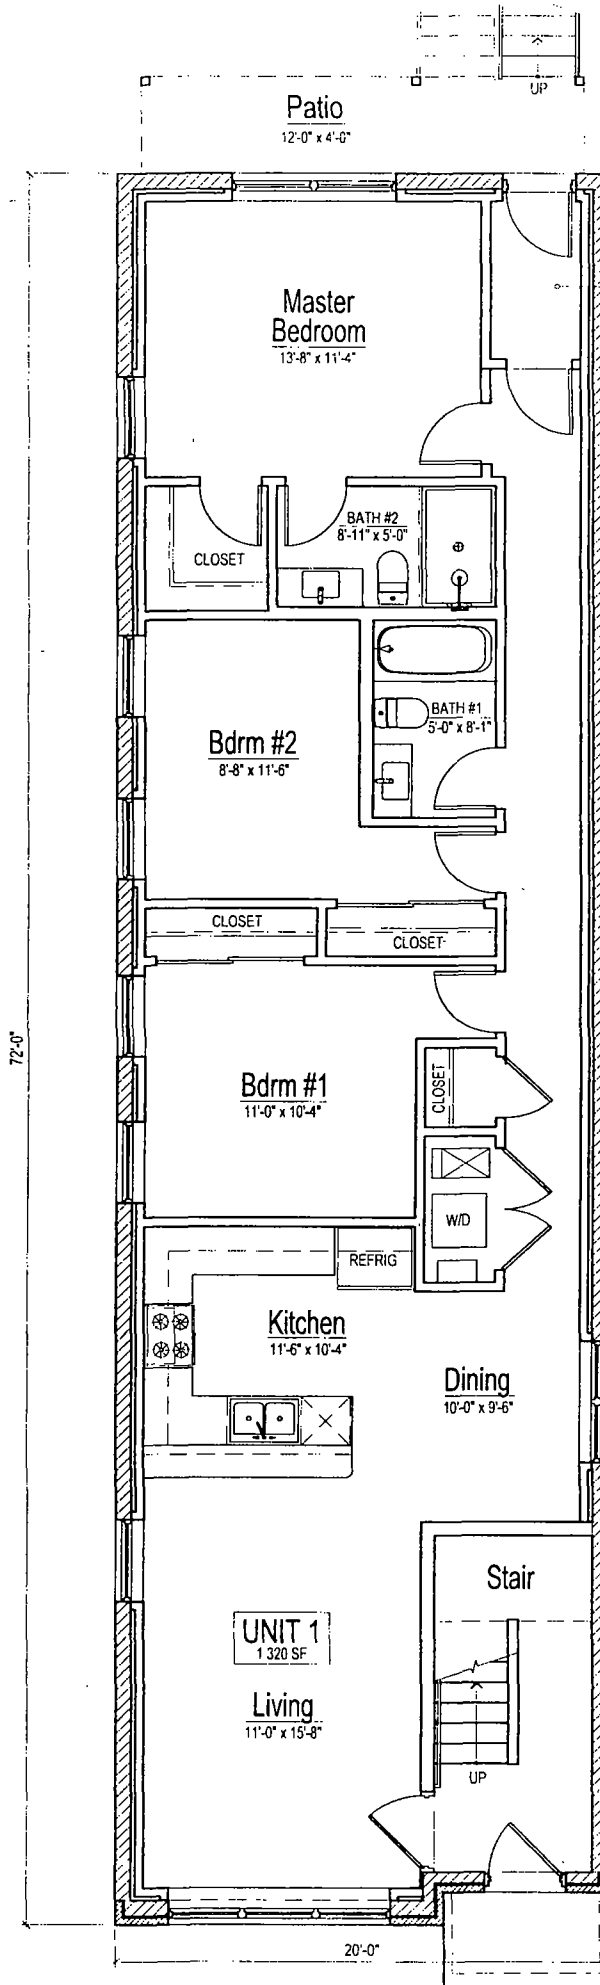 UP
Patio
12'-0" x 4'-0"
Master
Bedroom
13'-8" x 11'-4"
BATH #2
8'-11" x 5'-0"
CLOSET
BATH #1
5'-0" x 8'-1"
Bdrm #2
8'-8" x 11'-6"
CLOSET
CLOSET
72'-0"
Bdrm #1
11'-0" x 10'-4"
CLOSET
W/D
REFRIG
Kitchen
11'-6" x 10'-4"
Dining
10'-0" x 9'-6"
Stair
UNIT 1
1 320 SF
Living
11'-0" x 15'-8"
UP
20'-0"